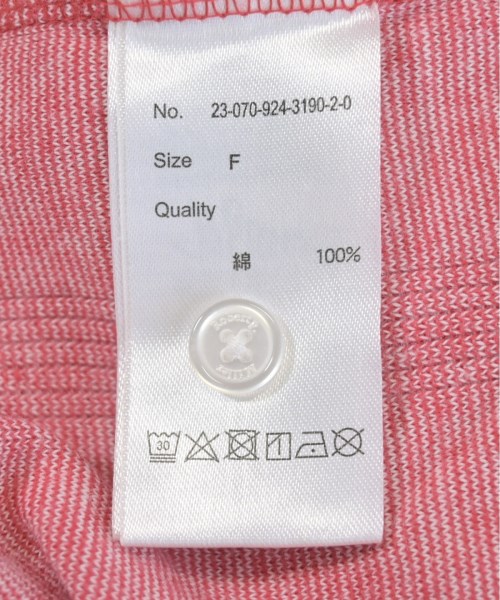 No. 23-070-924-3190-2-0
Size F
Quality
綿 100%
30